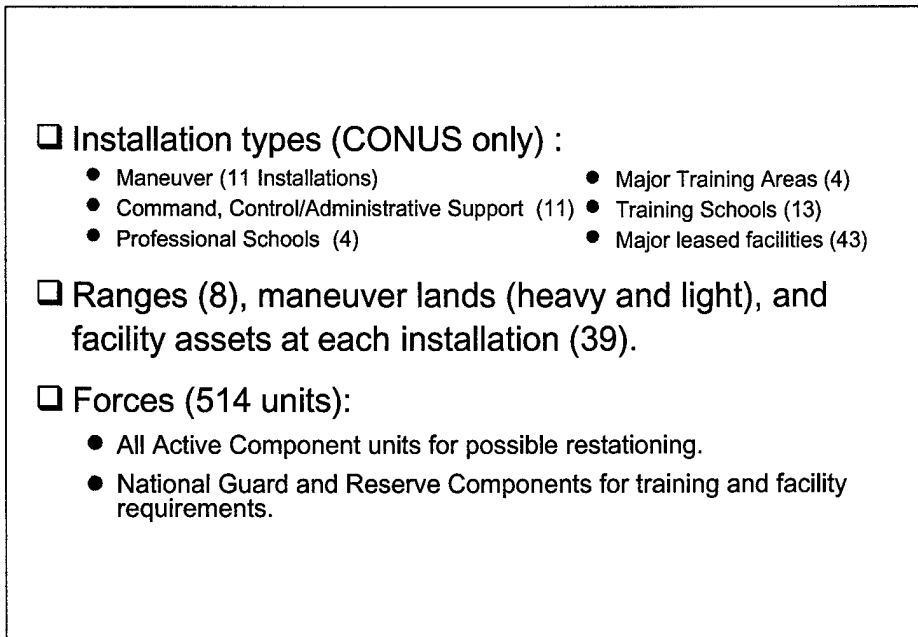 ❑ Installation types (CONUS only) :
● Maneuver (11 Installations)
● Command, Control/Administrative Support (11)
● Professional Schools (4)
● Major Training Areas (4)
● Training Schools (13)
● Major leased facilities (43)
❑ Ranges (8), maneuver lands (heavy and light), and
facility assets at each installation (39).
❑ Forces (514 units):
● All Active Component units for possible restationing.
● National Guard and Reserve Components for training and facility
requirements.